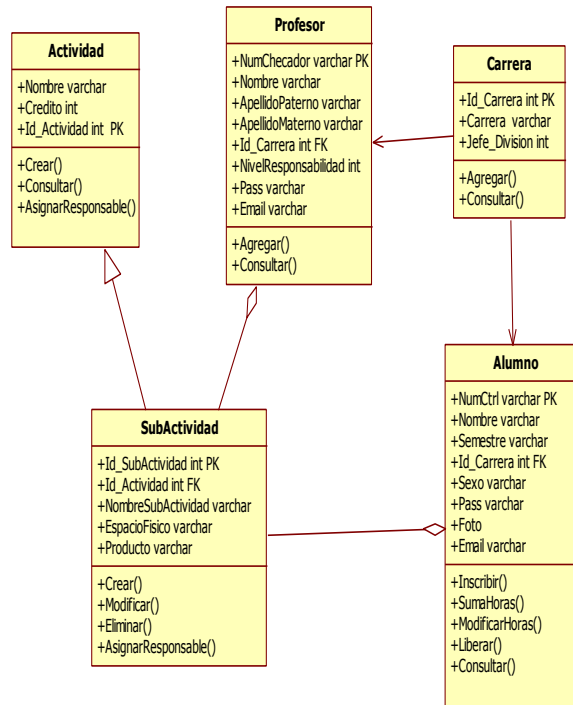 Actividad
+Nombre varchar
+Credito int
+Id_Actividad int PK
+Crear()
+Consultar()
+AsignarResponsable()
Profesor
+NumChecador varchar PK
+Nombre varchar
+ApellidoPaterno varchar
+ApellidoMaterno varchar
+Id_Carrera int FK
+NivelResponsabilidad int
+Pass varchar
+Email varchar
+Agregar()
+Consultar()
Carrera
+Id_Carrera int PK
+Carrera varchar
+Jefe_Division int
+Agregar()
+Consultar()
SubActividad
+Id_SubActividad int PK
+Id_Actividad int FK
+NombreSubActividad varchar
+EspacioFisico varchar
+Producto varchar
+Crear()
+Modificar()
+Eliminar()
+AsignarResponsable()
Alumno
+NumCtrl varchar PK
+Nombre varchar
+Semestre varchar
+Id_Carrera int FK
+Sexo varchar
+Pass varchar
+Foto
+Email varchar
+Inscribir()
+SumaHoras()
+ModificarHoras()
+Liberar()
+Consultar()